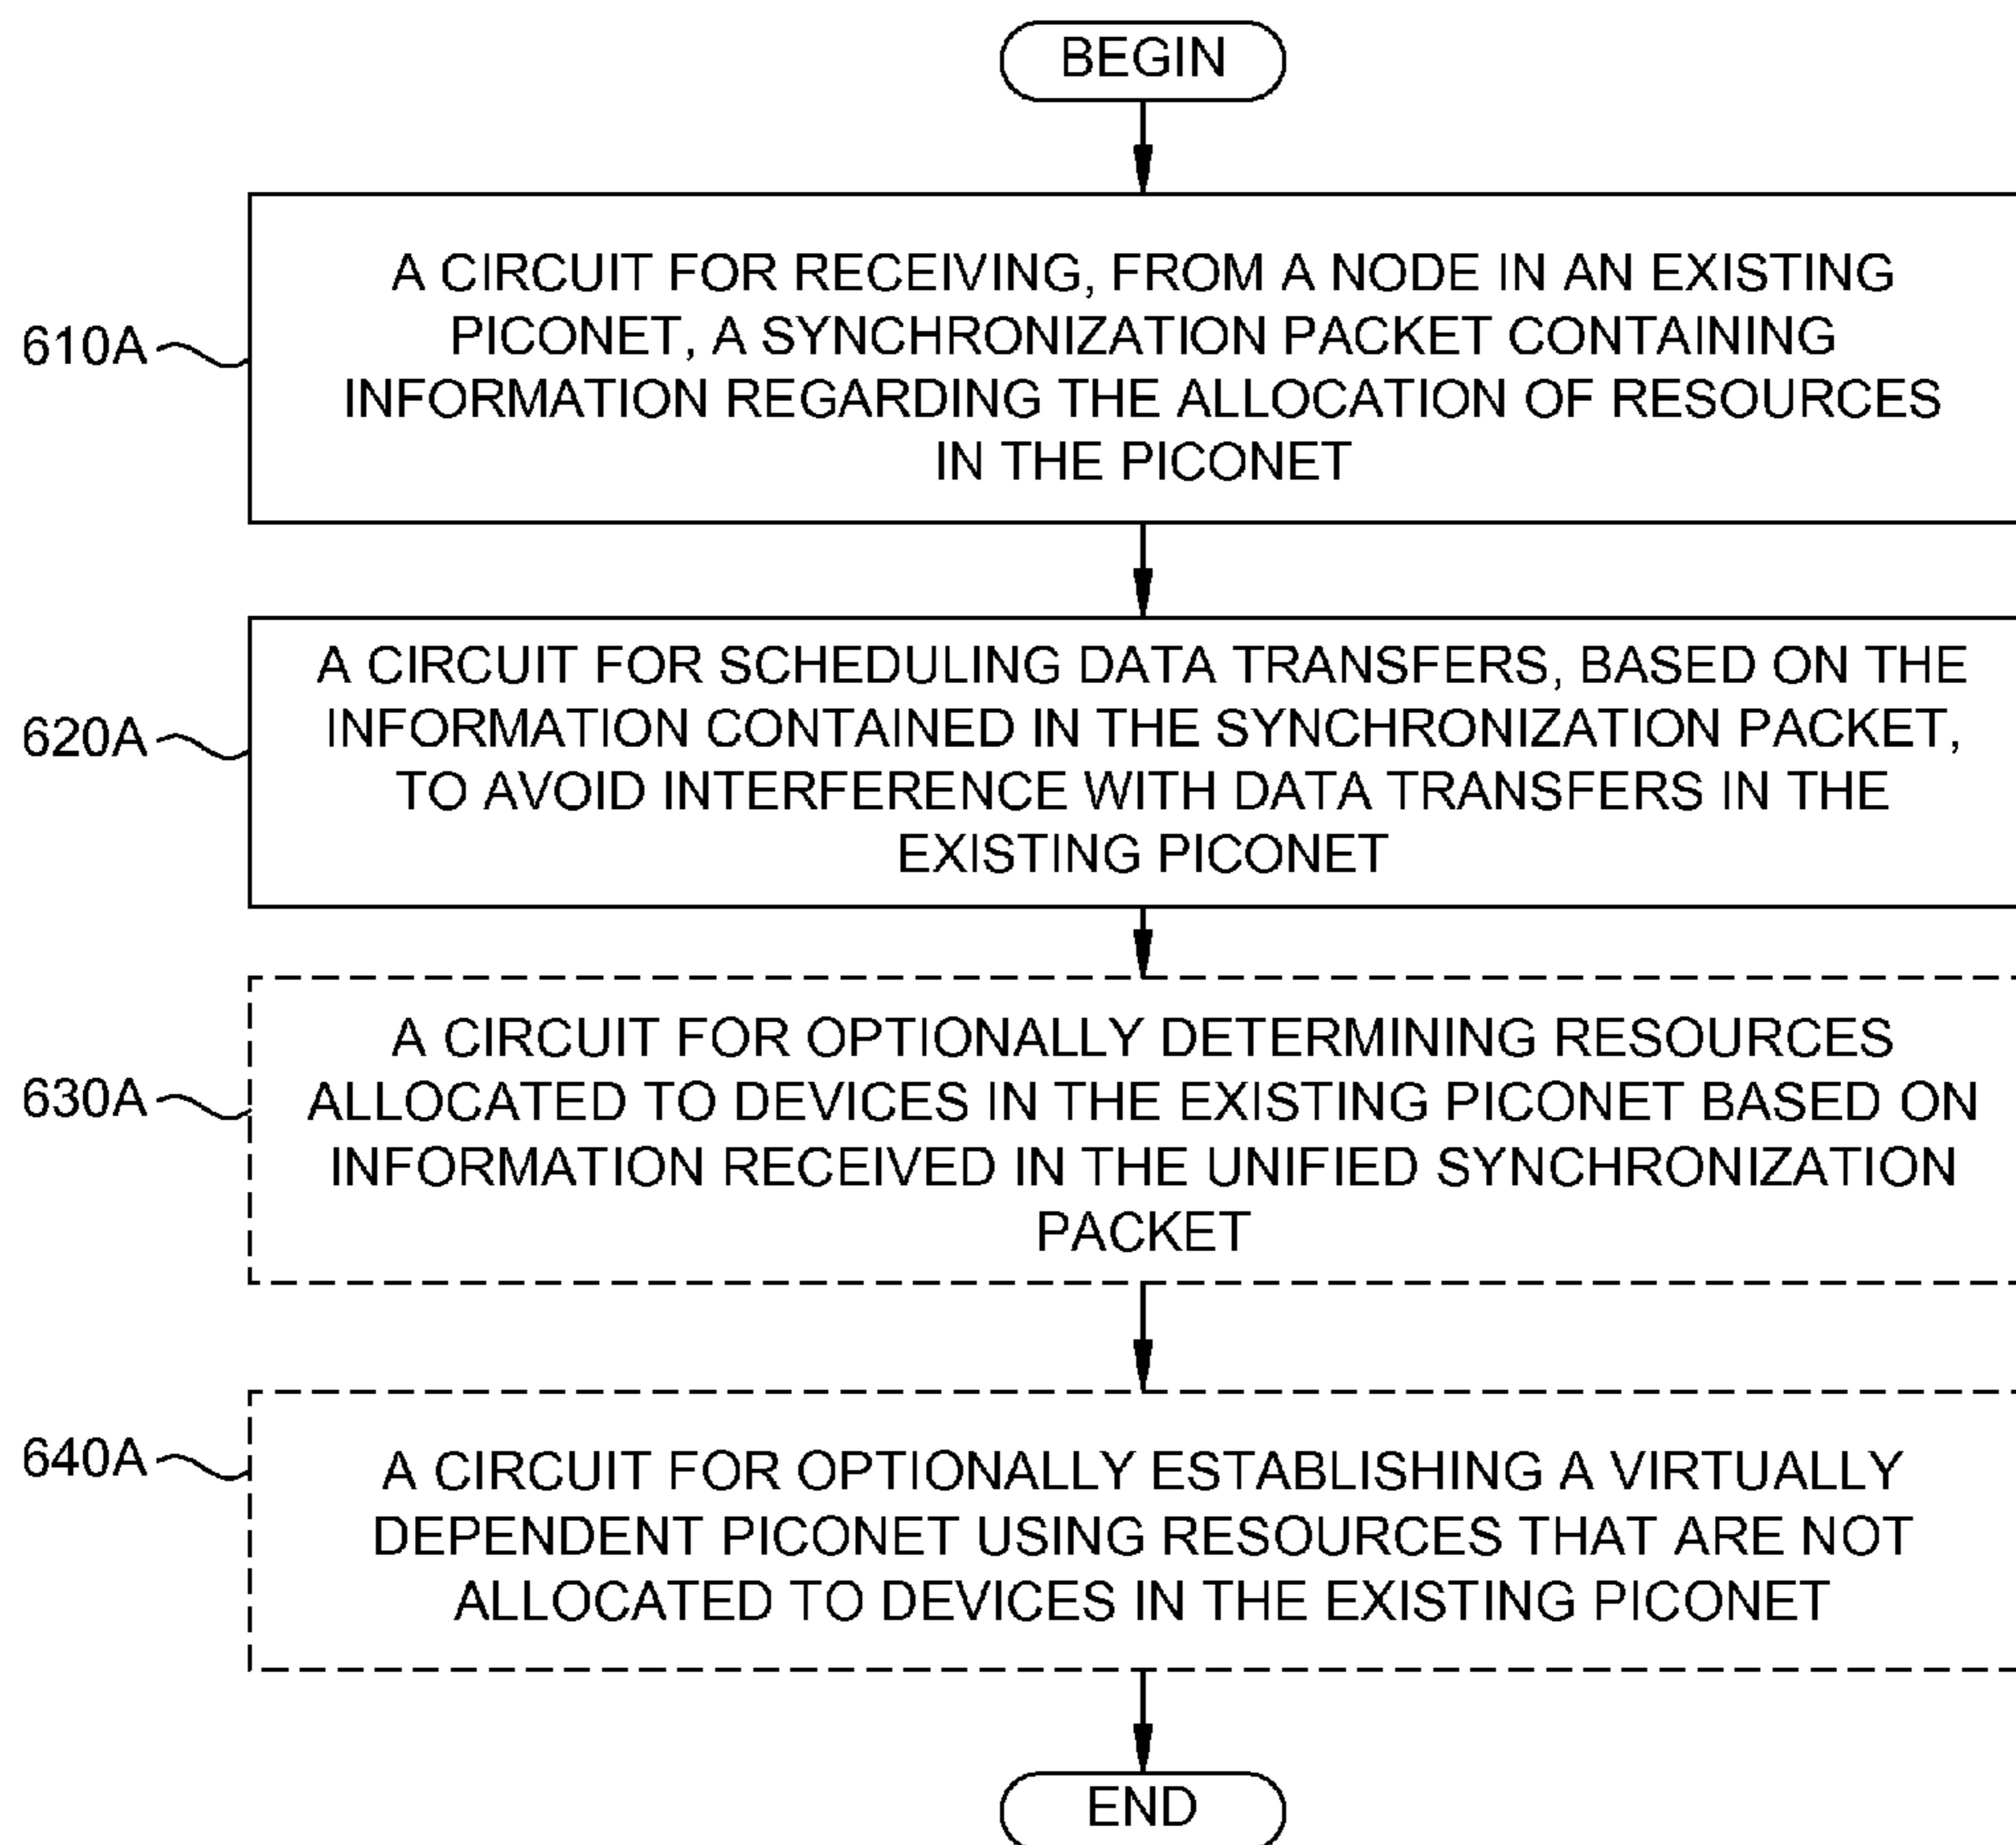 BEGIN
610A
A CIRCUIT FOR RECEIVING, FROM A NODE IN AN EXISTING
PICONET, A SYNCHRONIZATION PACKET CONTAINING
INFORMATION REGARDING THE ALLOCATION OF RESOURCES
IN THE PICONET
620A
A CIRCUIT FOR SCHEDULING DATA TRANSFERS, BASED ON THE
INFORMATION CONTAINED IN THE SYNCHRONIZATION PACKET,
TO AVOID INTERFERENCE WITH DATA TRANSFERS IN THE
EXISTING PICONET
630A
A CIRCUIT FOR OPTIONALLY DETERMINING RESOURCES
ALLOCATED TO DEVICES IN THE EXISTING PICONET BASED ON
INFORMATION RECEIVED IN THE UNIFIED SYNCHRONIZATION
PACKET
640A
A CIRCUIT FOR OPTIONALLY ESTABLISHING A VIRTUALLY
DEPENDENT PICONET USING RESOURCES THAT ARE NOT
ALLOCATED TO DEVICES IN THE EXISTING PICONET
END